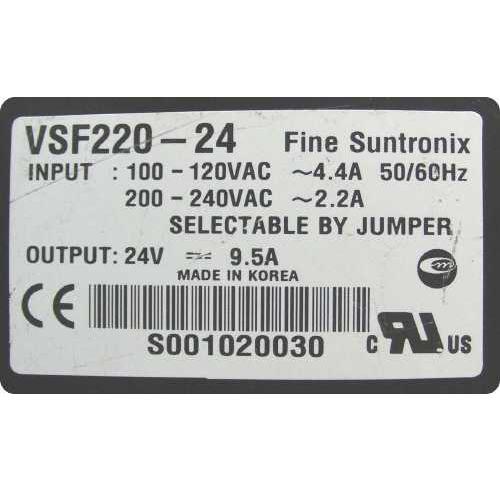 VSF220-24 Fine Suntronix
INPUT : 100-120VAC ~4.4A 50/60Hz
200-240VAC ~2.2A
SELECTABLE BY JUMPER
OUTPUT: 24V ⎓ 9.5A
MADE IN KOREA
CE
S001020030
c RU US